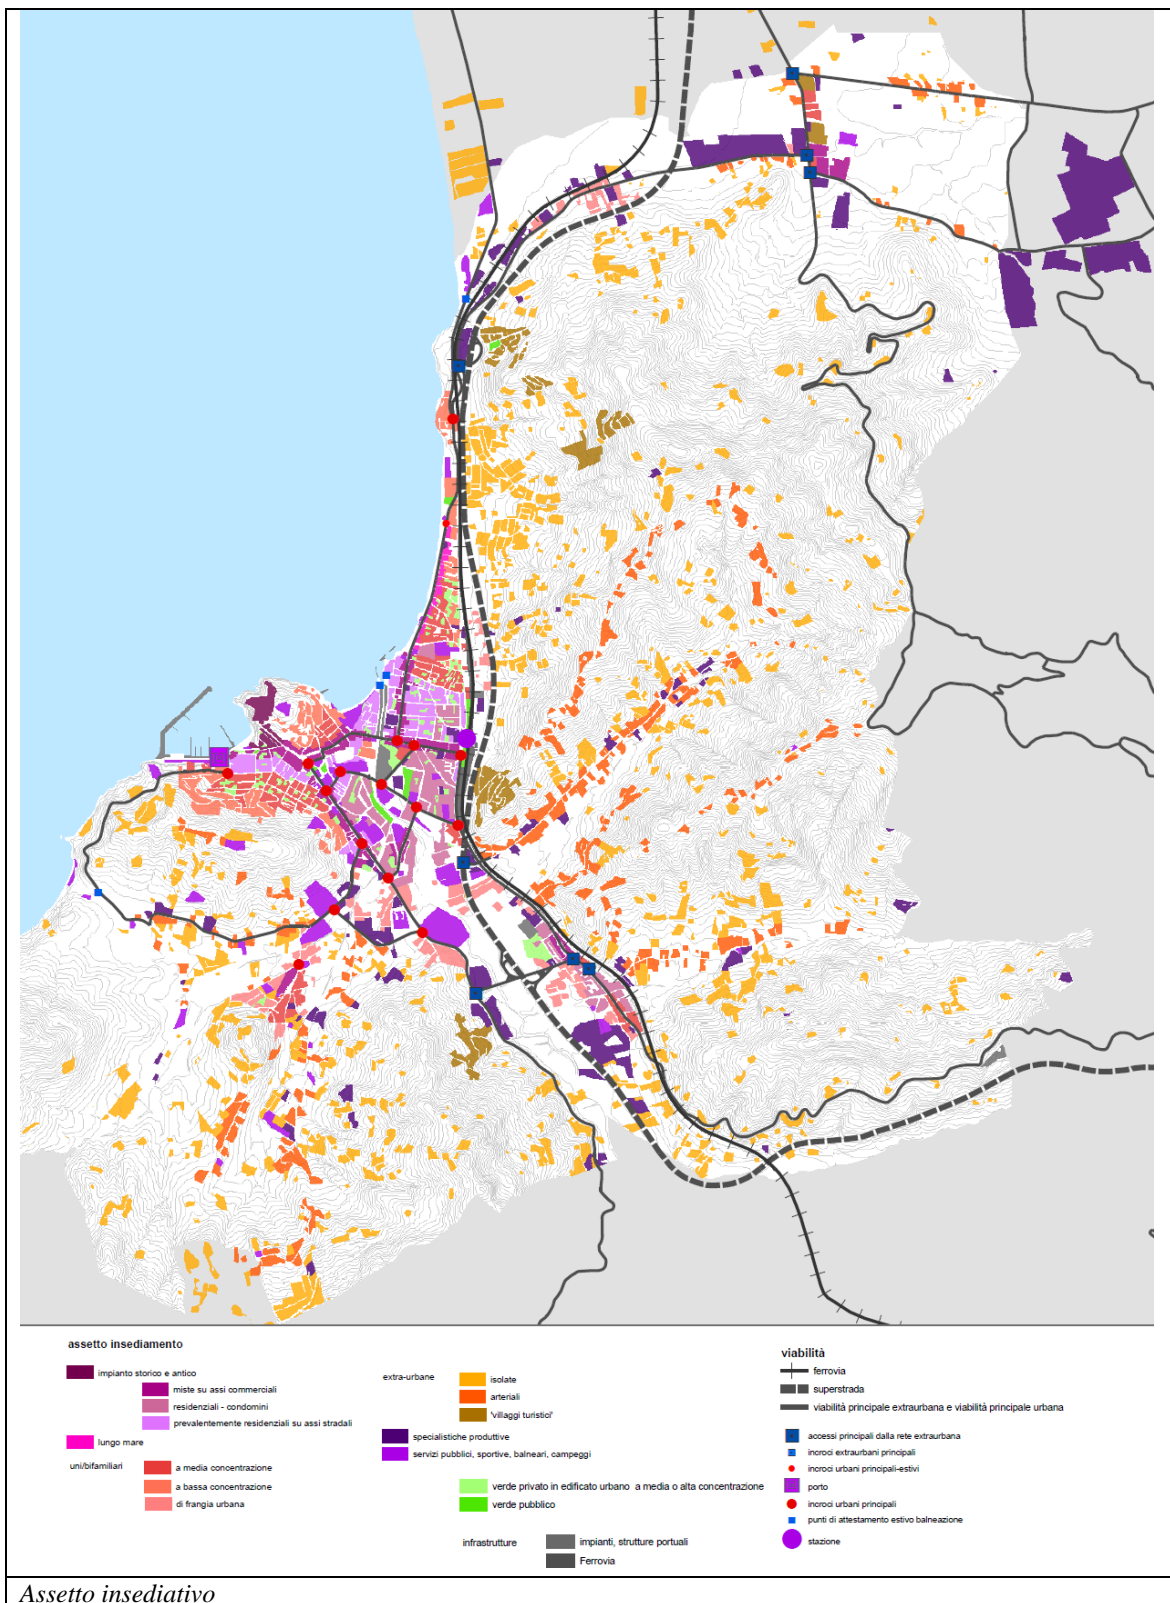 assetto insediamento
impianto storico e antico
miste su assi commerciali
residenziali - condomini
prevalentemente residenziali su assi stradali
lungo mare
uni/bifamiliari
a media concentrazione
a bassa concentrazione
di frangia urbana
extra-urbane
isolate
arteriali
'villaggi turistici'
specialistiche produttive
servizi pubblici, sportive, balneari, campeggi
verde privato in edificato urbano a media o alta concentrazione
verde pubblico
infrastrutture
impianti, strutture portuali
Ferrovia
viabilità
ferrovia
superstrada
viabilità principale extraurbana e viabilità principale urbana
accessi principali dalla rete extraurbana
incroci extraurbani principali
incroci urbani principali-estivi
porto
incroci urbani principali
punti di attestamento estivo balneazione
stazione
Assetto insediativo